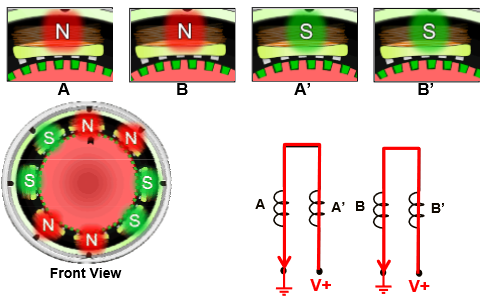 N N S S
A B A' B'
N
S N
S S
N S
N
Front View
A A' B B'
V+ V+